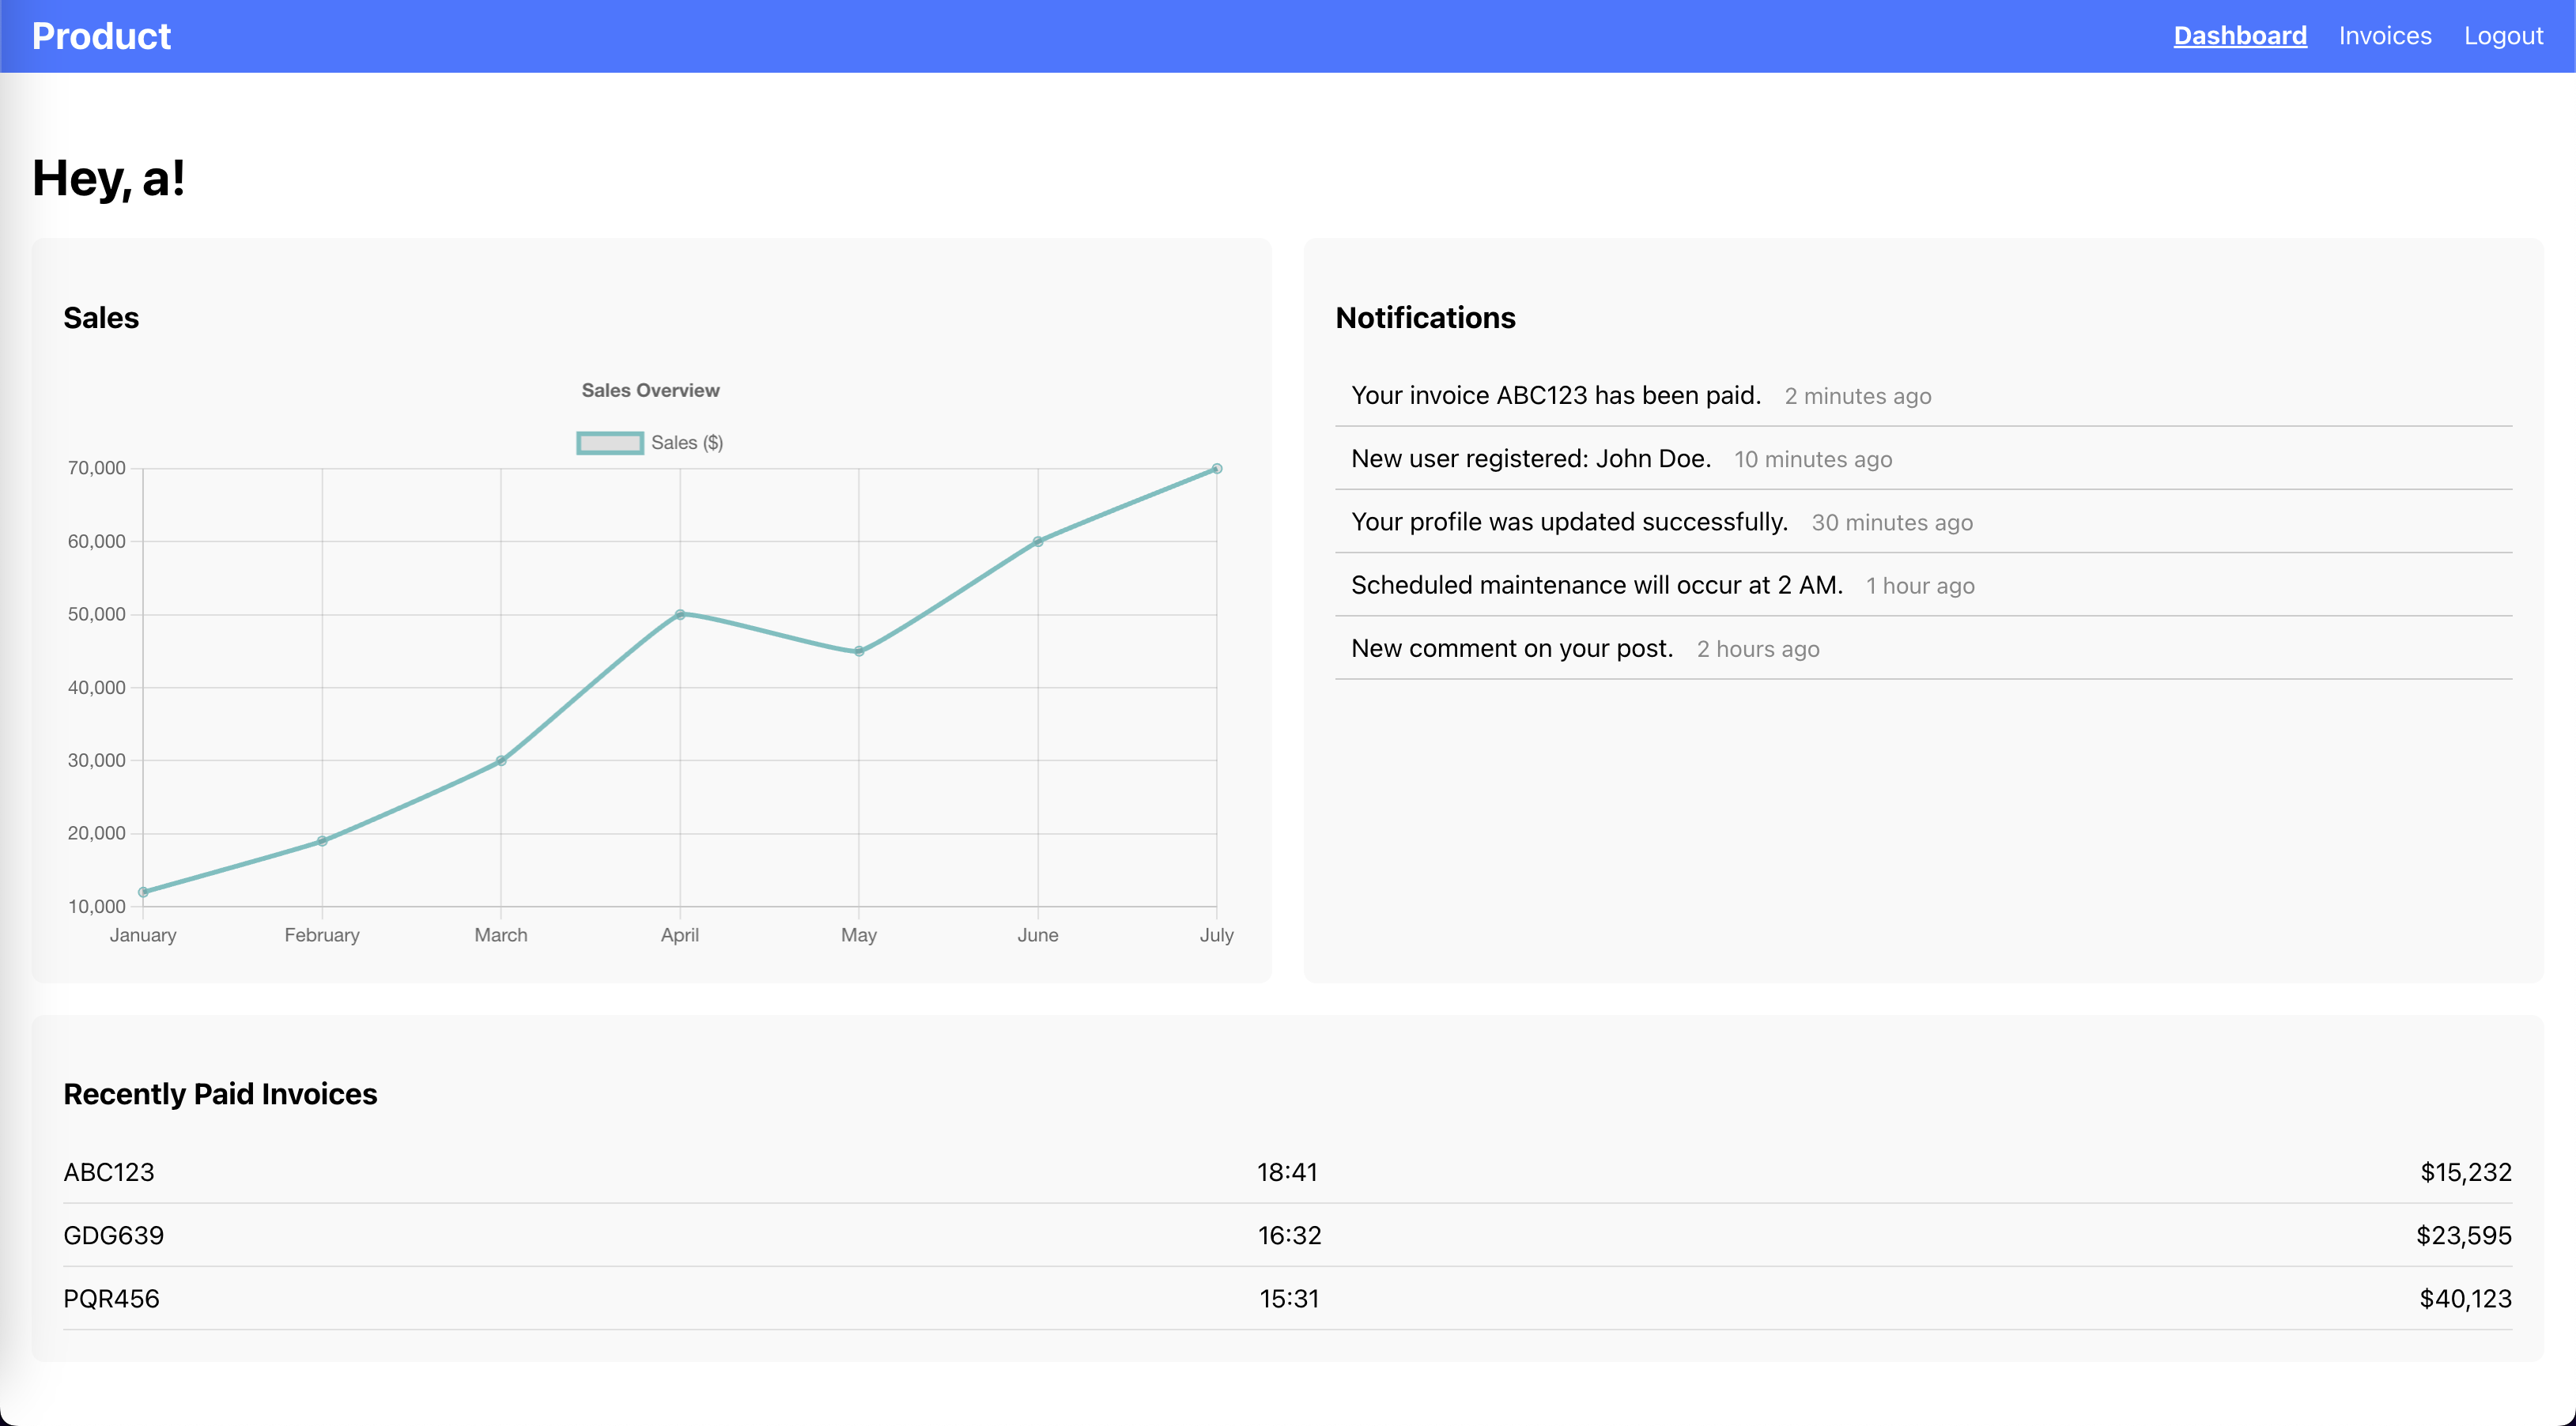 Product
Dashboard Invoices Logout
Hey, a!
Sales
Sales Overview
Sales ($)
70,000
60,000
50,000
40,000
30,000
20,000
10,000
January February March April May June July
Notifications
Your invoice ABC123 has been paid. 2 minutes ago
New user registered: John Doe. 10 minutes ago
Your profile was updated successfully. 30 minutes ago
Scheduled maintenance will occur at 2 AM. 1 hour ago
New comment on your post. 2 hours ago
Recently Paid Invoices
ABC123 18:41 $15,232
GDG639 16:32 $23,595
PQR456 15:31 $40,123